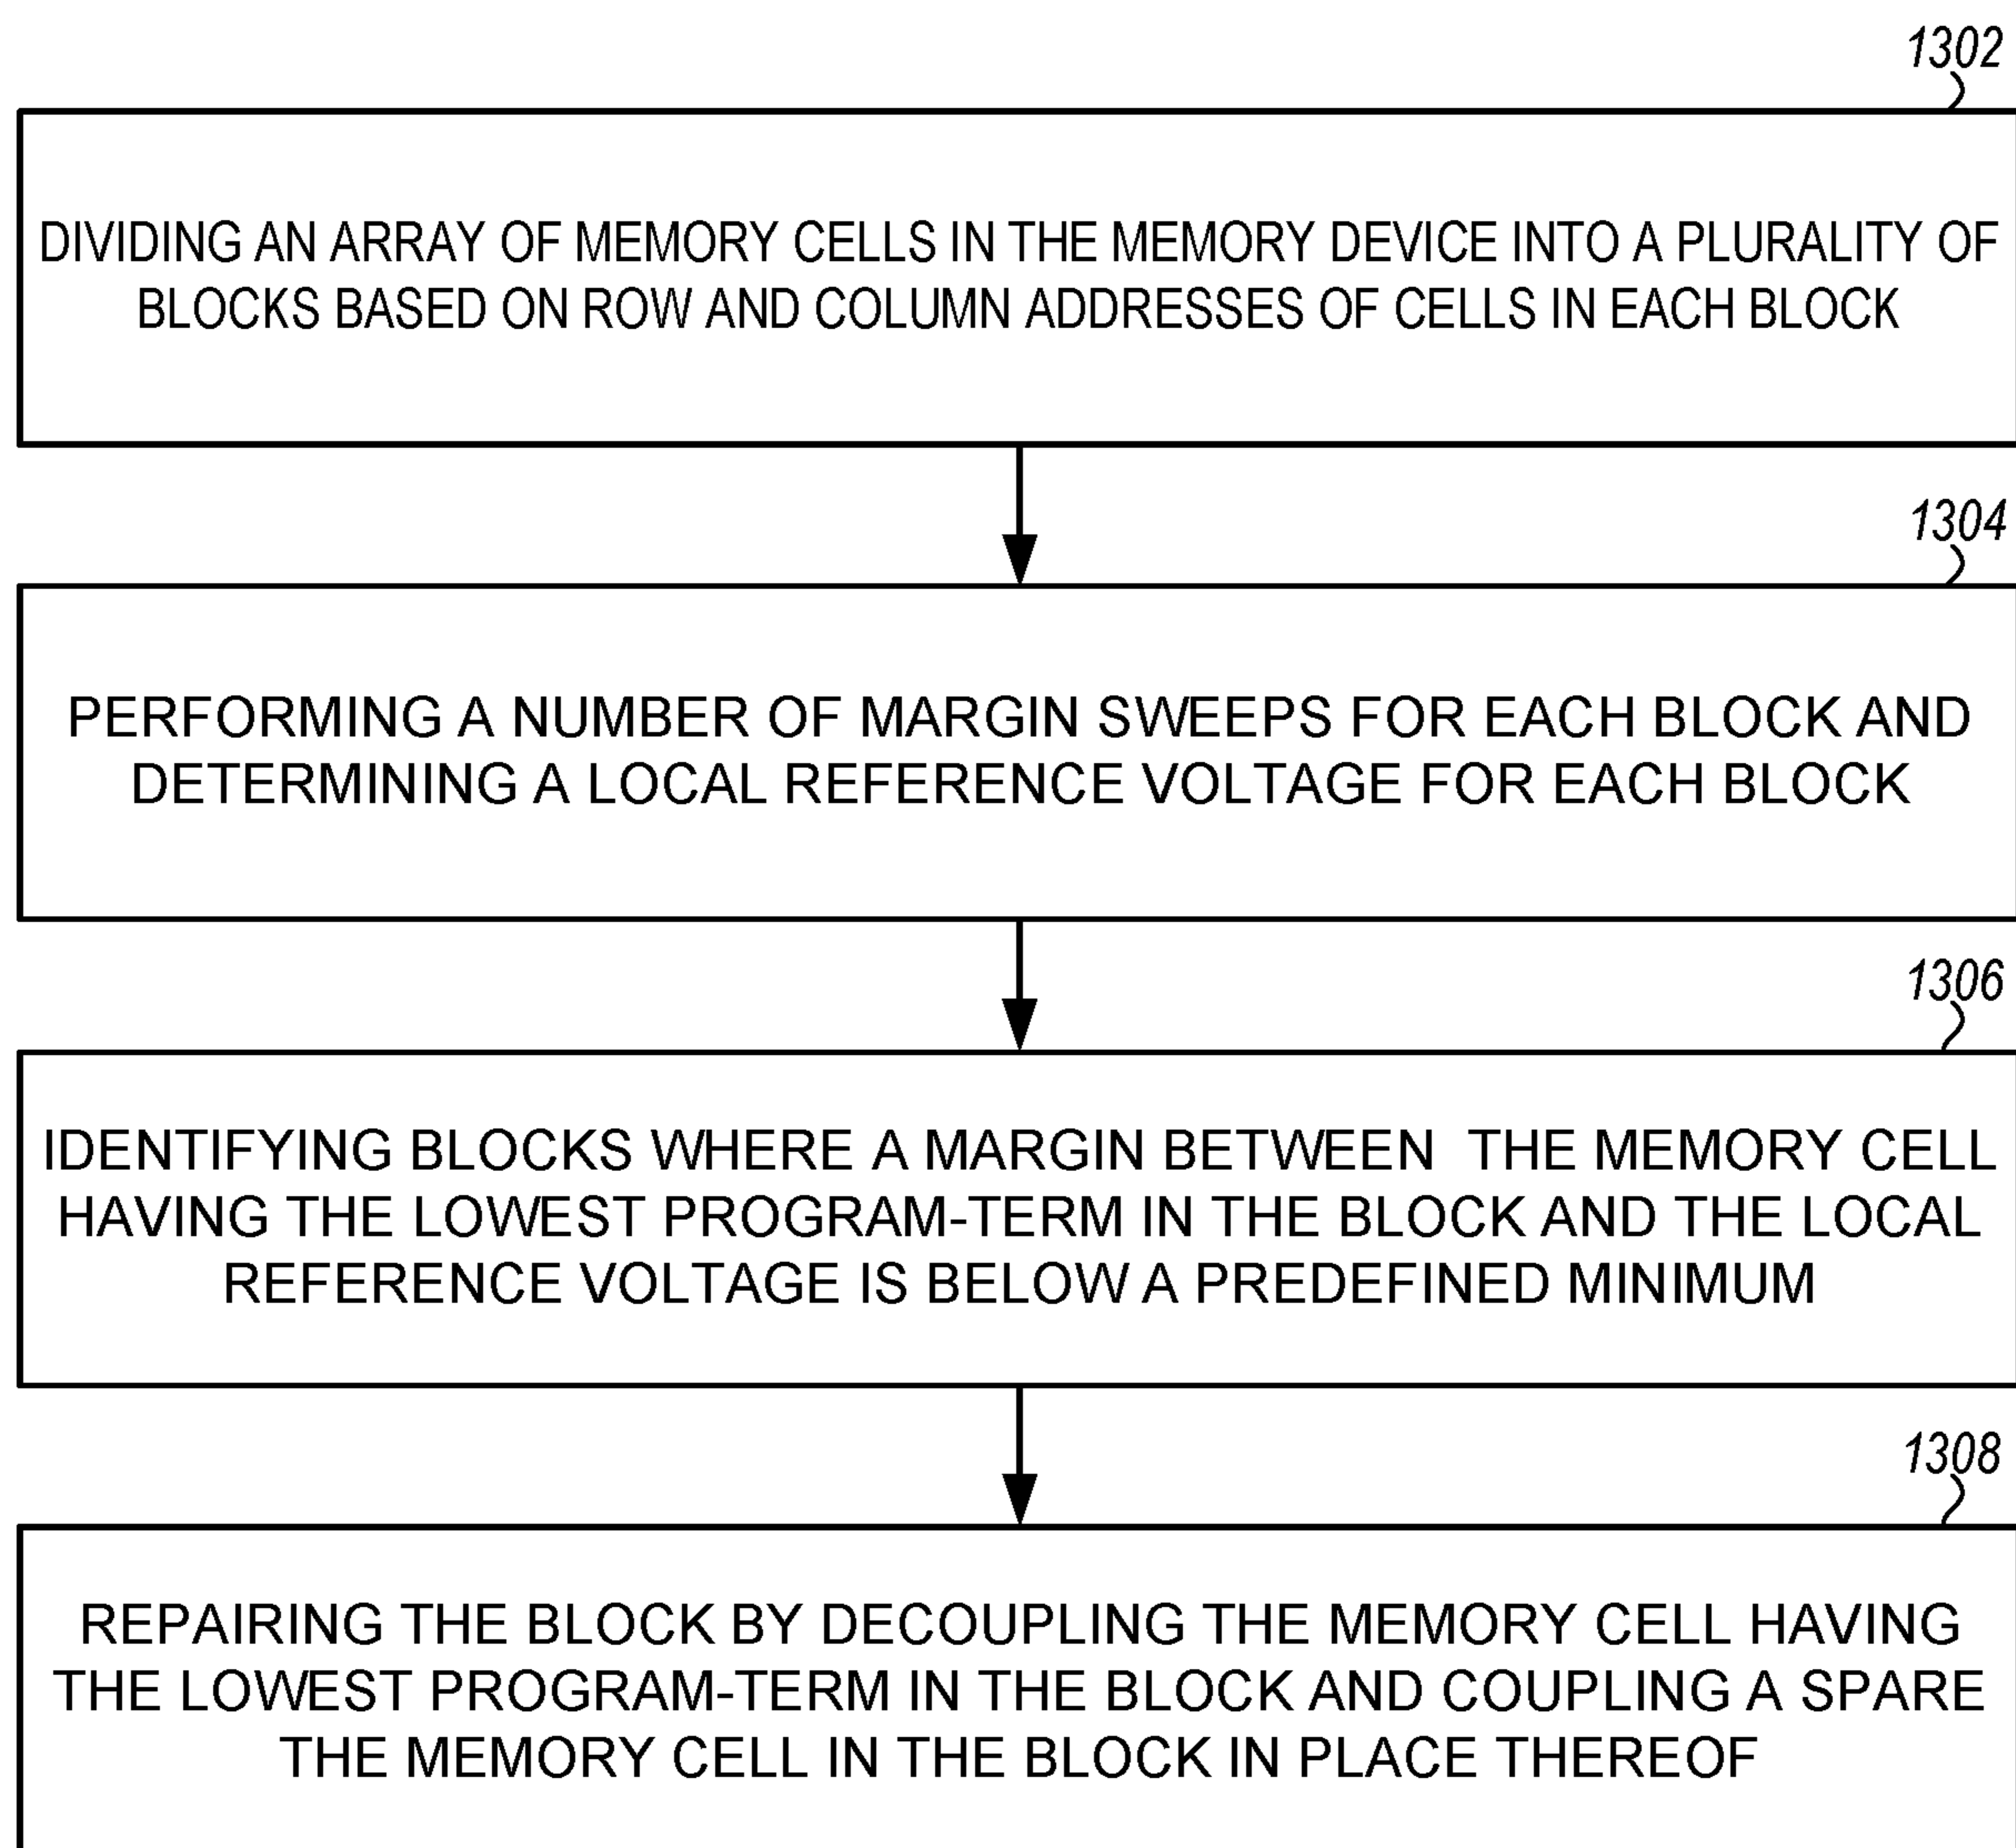 1302
DIVIDING AN ARRAY OF MEMORY CELLS IN THE MEMORY DEVICE INTO A PLURALITY OF
BLOCKS BASED ON ROW AND COLUMN ADDRESSES OF CELLS IN EACH BLOCK
1304
PERFORMING A NUMBER OF MARGIN SWEEPS FOR EACH BLOCK AND
DETERMINING A LOCAL REFERENCE VOLTAGE FOR EACH BLOCK
1306
IDENTIFYING BLOCKS WHERE A MARGIN BETWEEN THE MEMORY CELL
HAVING THE LOWEST PROGRAM-TERM IN THE BLOCK AND THE LOCAL
REFERENCE VOLTAGE IS BELOW A PREDEFINED MINIMUM
1308
REPAIRING THE BLOCK BY DECOUPLING THE MEMORY CELL HAVING
THE LOWEST PROGRAM-TERM IN THE BLOCK AND COUPLING A SPARE
THE MEMORY CELL IN THE BLOCK IN PLACE THEREOF